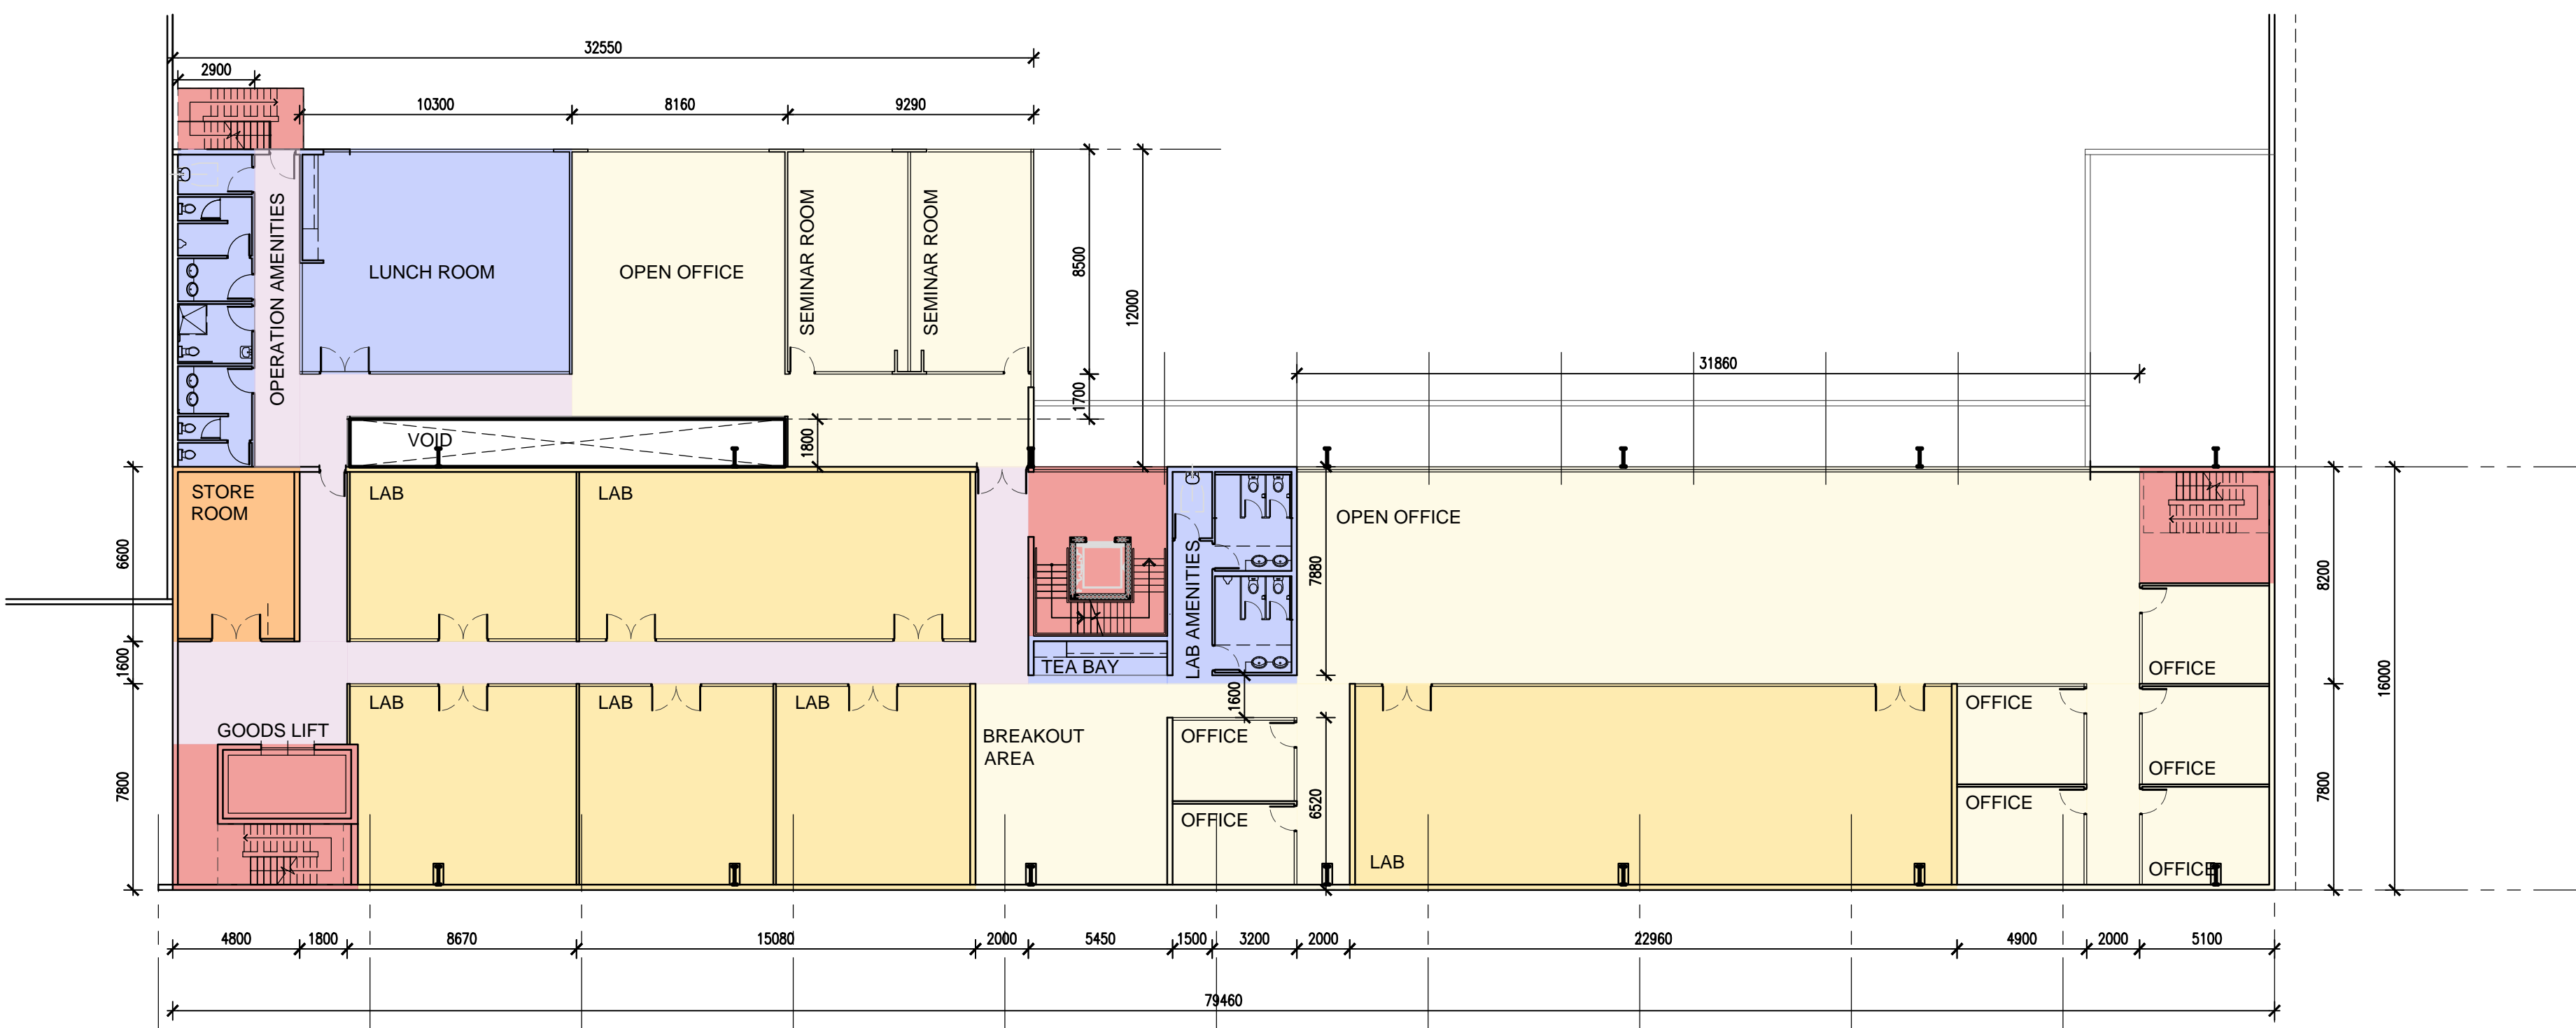 32550
2900
10300
8160
9290
OPERATION AMENITIES
LUNCH ROOM
OPEN OFFICE
SEMINAR ROOM
SEMINAR ROOM
8500
12000
1700
31860
VOID
1800
STORE
ROOM
LAB
LAB
6600
OPEN OFFICE
7880
8200
16000
LAB AMENITIES
TEA BAY
OFFICE
1600
1600
GOODS LIFT
LAB
LAB
LAB
BREAKOUT
AREA
OFFICE
OFFICE
OFFICE
OFFICE
OFFICE
OFFICE
LAB
OFFICE
7800
6520
7800
4800
1800
8670
15080
2000
5450
1500
3200
2000
22960
4900
2000
5100
79460